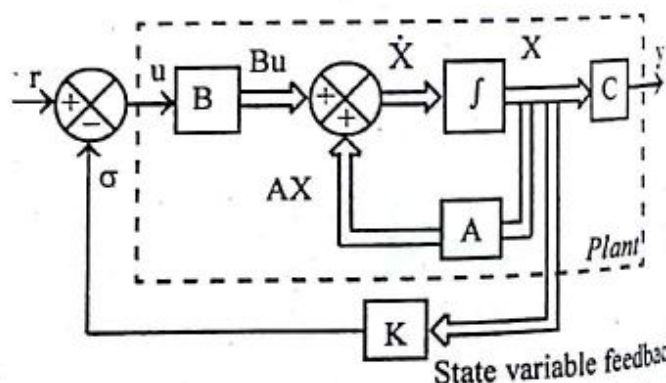 r
u
B
Bu
Ẋ
∫
X
C
y
+
−
+
+
σ
AX
A
Plant
K
State variable feedbac